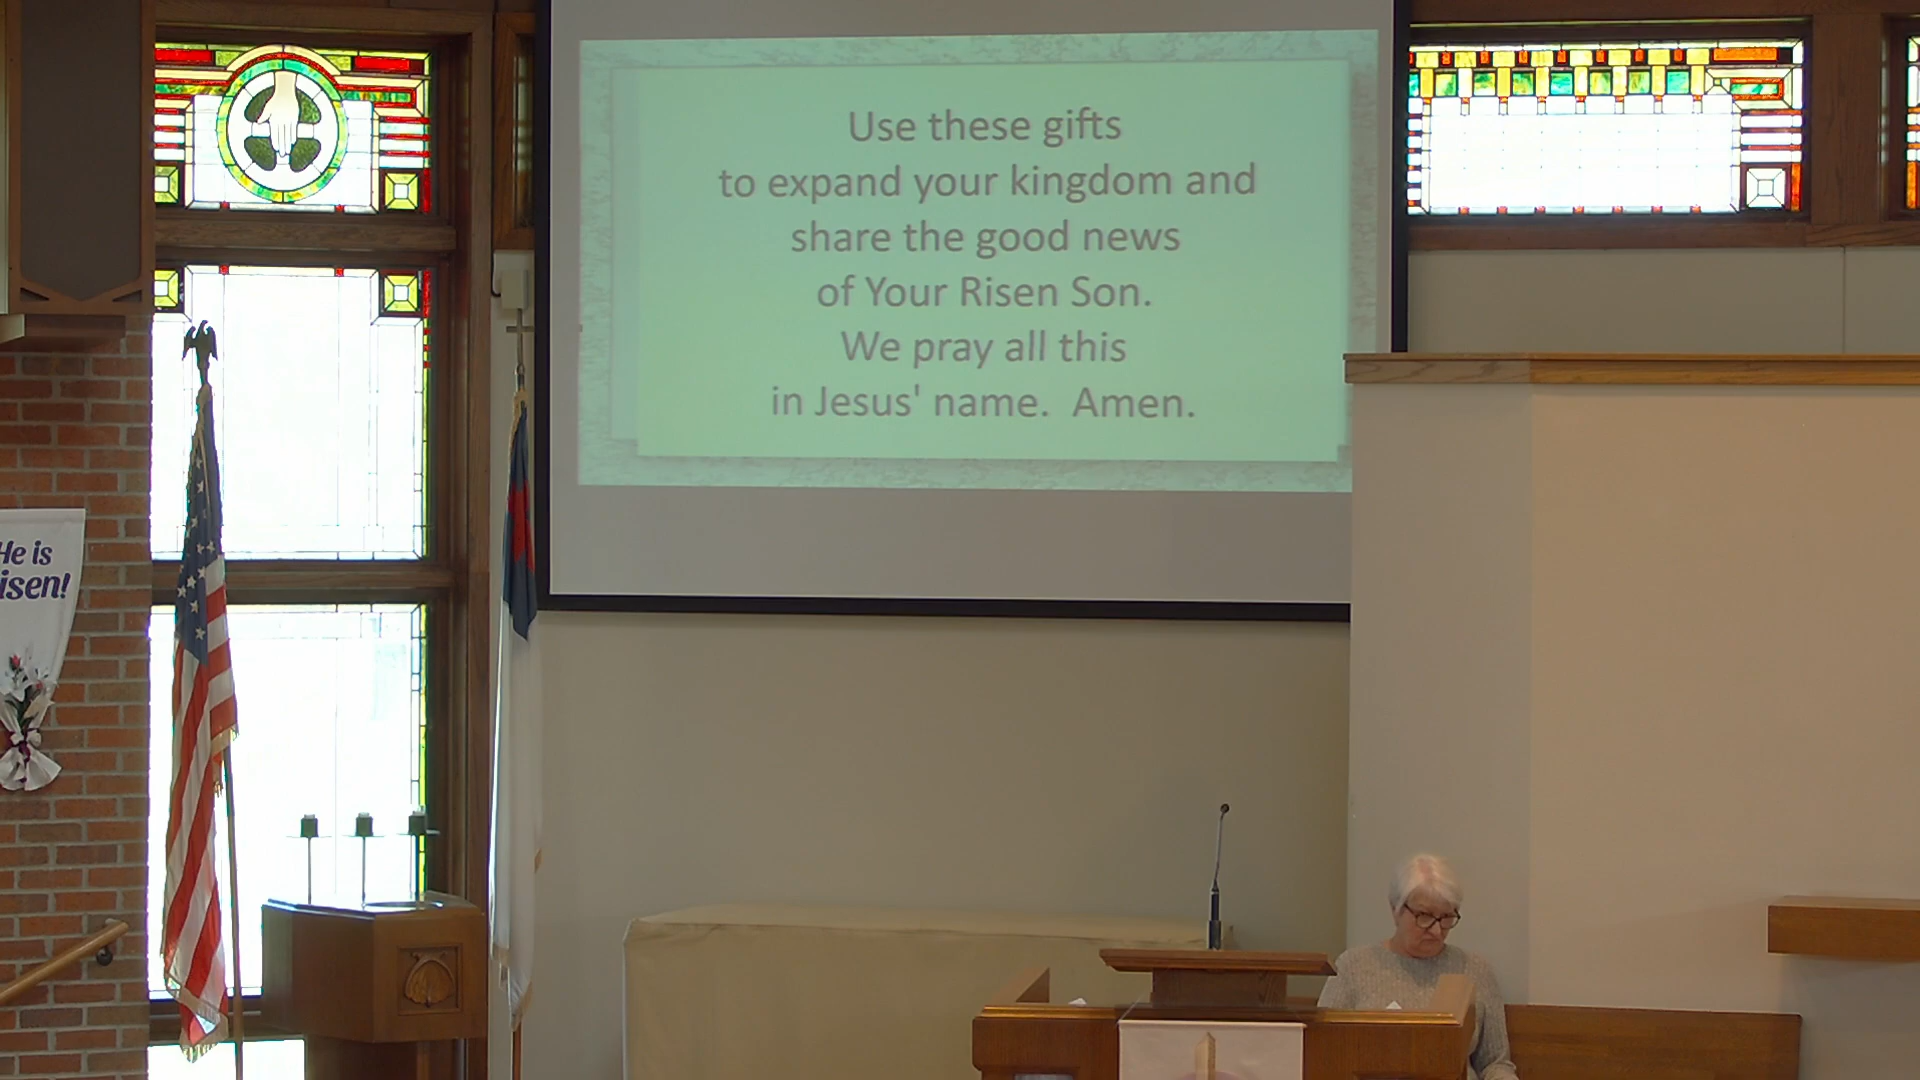 Use these gifts
to expand your kingdom and
share the good news
of Your Risen Son.
We pray all this
in Jesus' name.  Amen.
He is
isen!